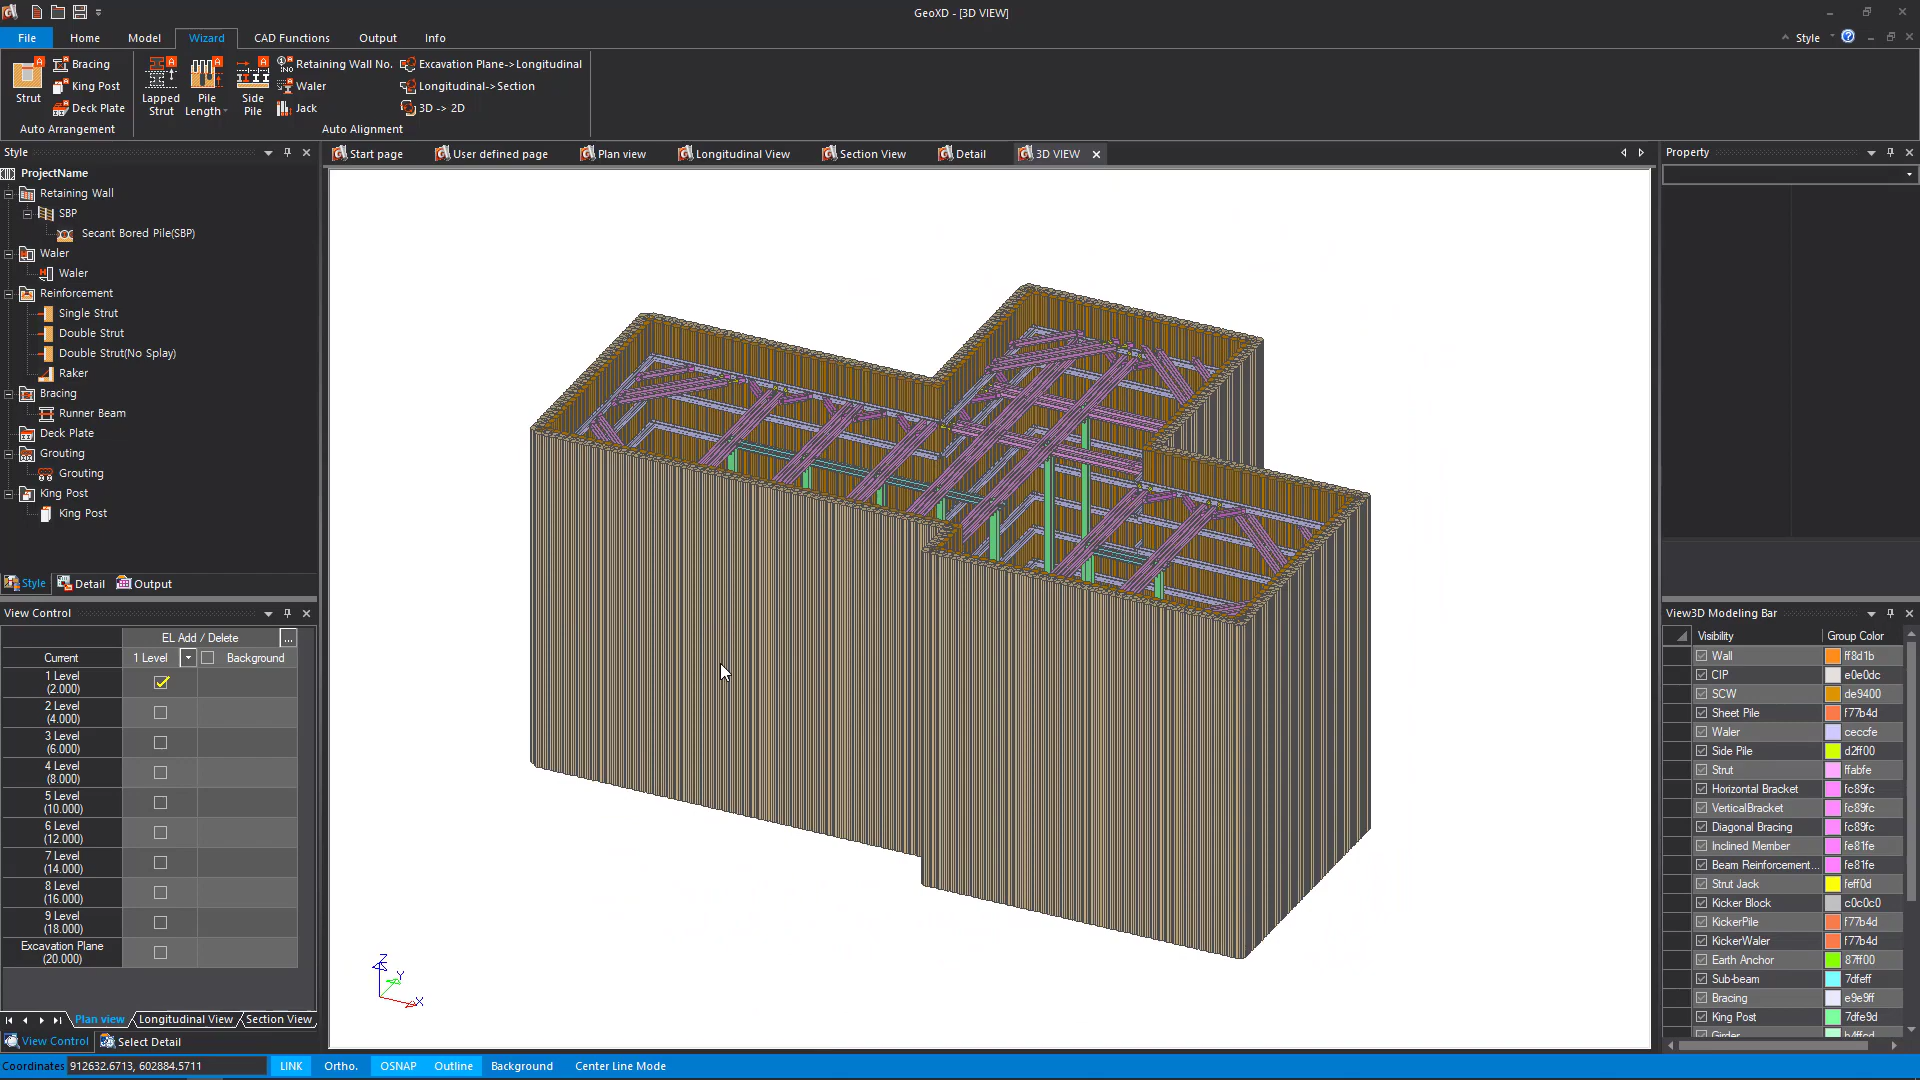 GeoXD - [3D VIEW]
File Home Model Wizard CAD Functions Output Info Style
Strut
Bracing
King Post
Deck Plate
Auto Arrangement
Lapped Strut
Pile Length
Side Pile
Retaining Wall No.
Waler
Jack
Excavation Plane->Longitudinal
Longitudinal->Section
3D -> 2D
Auto Alignment
Style
ProjectName
Retaining Wall
SBP
Secant Bored Pile(SBP)
Waler
Waler
Reinforcement
Single Strut
Double Strut
Double Strut(No Splay)
Raker
Bracing
Runner Beam
Deck Plate
Grouting
Grouting
King Post
King Post
Style Detail Output
Start page User defined page Plan view Longitudinal View Section View Detail 3D VIEW
Z
Y
X
View Control
EL Add / Delete ...
Current 1 Level Background
1 Level
(2.000)
2 Level
(4.000)
3 Level
(6.000)
4 Level
(8.000)
5 Level
(10.000)
6 Level
(12.000)
7 Level
(14.000)
8 Level
(16.000)
9 Level
(18.000)
Excavation Plane
(20.000)
Plan view Longitudinal View Section View
View Control Select Detail
Property
View3D Modeling Bar
Visibility Group Color
Wall ff8d1b
CIP e0e0dc
SCW de9400
Sheet Pile f77b4d
Waler ceccfe
Side Pile d2ff00
Strut ffabfe
Horizontal Bracket fc89fc
VerticalBracket fc89fc
Diagonal Bracing fc89fc
Inclined Member fe81fe
Beam Reinforcement... fe81fe
Strut Jack feff0d
Kicker Block c0c0c0
KickerPile f77b4d
KickerWaler f77b4d
Earth Anchor 87ff00
Sub-beam 7dfeff
Bracing e9e9ff
King Post 7dfe9d
Girder b4ffcd
Coordinates 912632.6713, 602884.5711 LINK Ortho. OSNAP Outline Background Center Line Mode